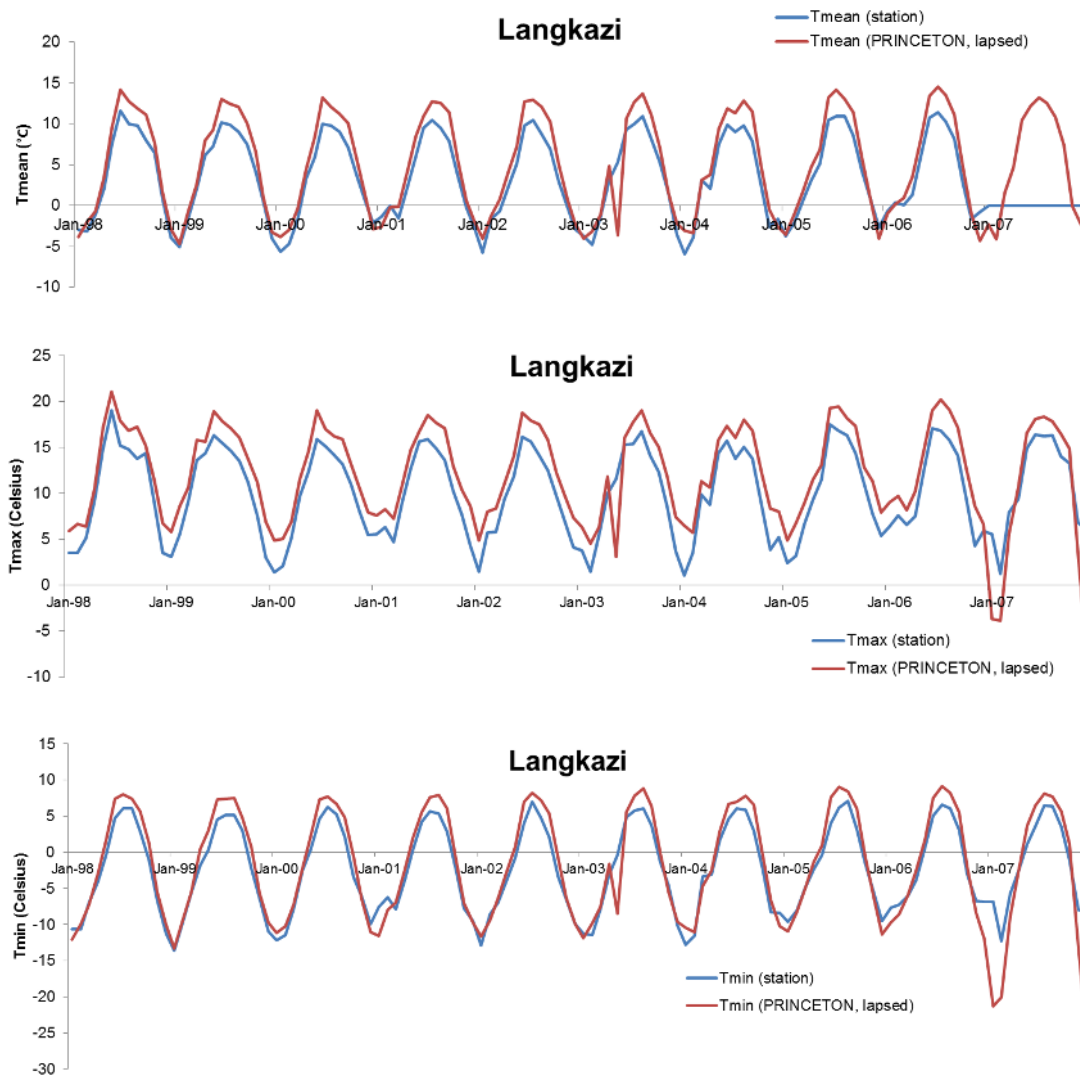 Langkazi
Tmean (station)
Tmean (PRINCETON, lapsed)
Tmean (°C)
20
15
10
5
0
-5
-10
Jan-98 Jan-99 Jan-00 Jan-01 Jan-02 Jan-03 Jan-04 Jan-05 Jan-06 Jan-07
Langkazi
Tmax (Celsius)
25
20
15
10
5
0
-5
-10
Jan-98 Jan-99 Jan-00 Jan-01 Jan-02 Jan-03 Jan-04 Jan-05 Jan-06 Jan-07
Tmax (station)
Tmax (PRINCETON, lapsed)
Langkazi
Tmin (Celsius)
15
10
5
0
-5
-10
-15
-20
-25
-30
Jan-98 Jan-99 Jan-00 Jan-01 Jan-02 Jan-03 Jan-04 Jan-05 Jan-06 Jan-07
Tmin (station)
Tmin (PRINCETON, lapsed)